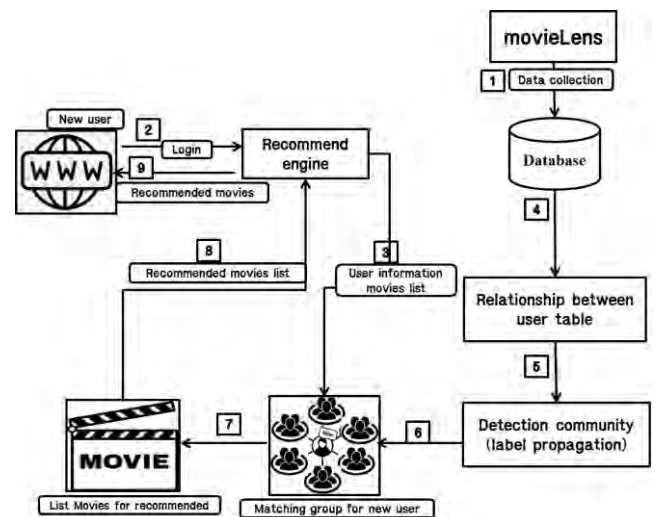 movieLens
1
Data collection
New user
2
Login
Recommend
engine
WWW
9
Recommended movies
Database
4
8
Recommended movies list
3
User information
movies list
Relationship between
user table
5
7
6
Detection community
(label propagation)
MOVIE
List Movies for recommended
Matching group for new user